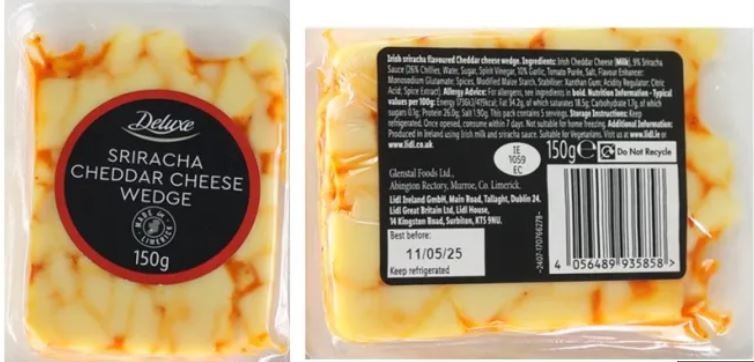 Deluxe
SRIRACHA
CHEDDAR CHEESE
WEDGE
MADE IN
LIMERICK
150g
Irish sriracha flavoured Cheddar cheese wedge. Ingredients: Irish Cheddar Cheese (Milk), 9% Sriracha
Sauce (26% Chillies, Water, Sugar, Spirit Vinegar, 10% Garlic, Tomato Purée, Salt, Flavour Enhancer:
Monosodium Glutamate; Spices, Modified Maize Starch, Stabiliser: Xanthan Gum; Acidity Regulator: Citric
Acid; Spice Extract). Allergy Advice: For allergens, see ingredients in bold. Nutrition Information - Typical
values per 100g: Energy 1736kJ/419kcal; Fat 34.2g, of which saturates 18.5g; Carbohydrate 1.7g, of which
sugars 0.1g; Protein 26.0g; Salt 1.90g. This pack contains 5 servings. Storage Instructions: Keep
refrigerated. Once opened, consume within 7 days. Not suitable for home freezing. Additional Information:
Produced in Ireland using Irish milk and sriracha sauce. Suitable for Vegetarians. Visit us at www.lidl.ie or
www.lidl.co.uk
IE
1059
EC
150g e
Do Not Recycle
Glenstal Foods Ltd.,
Abington Rectory, Murroe, Co. Limerick.
Lidl Ireland GmbH, Main Road, Tallaght, Dublin 24.
Lidl Great Britain Ltd, Lidl House,
14 Kingston Road, Surbiton, KT5 9NU.
Best before:
11/05/25
Keep refrigerated
4 056489 935858 >